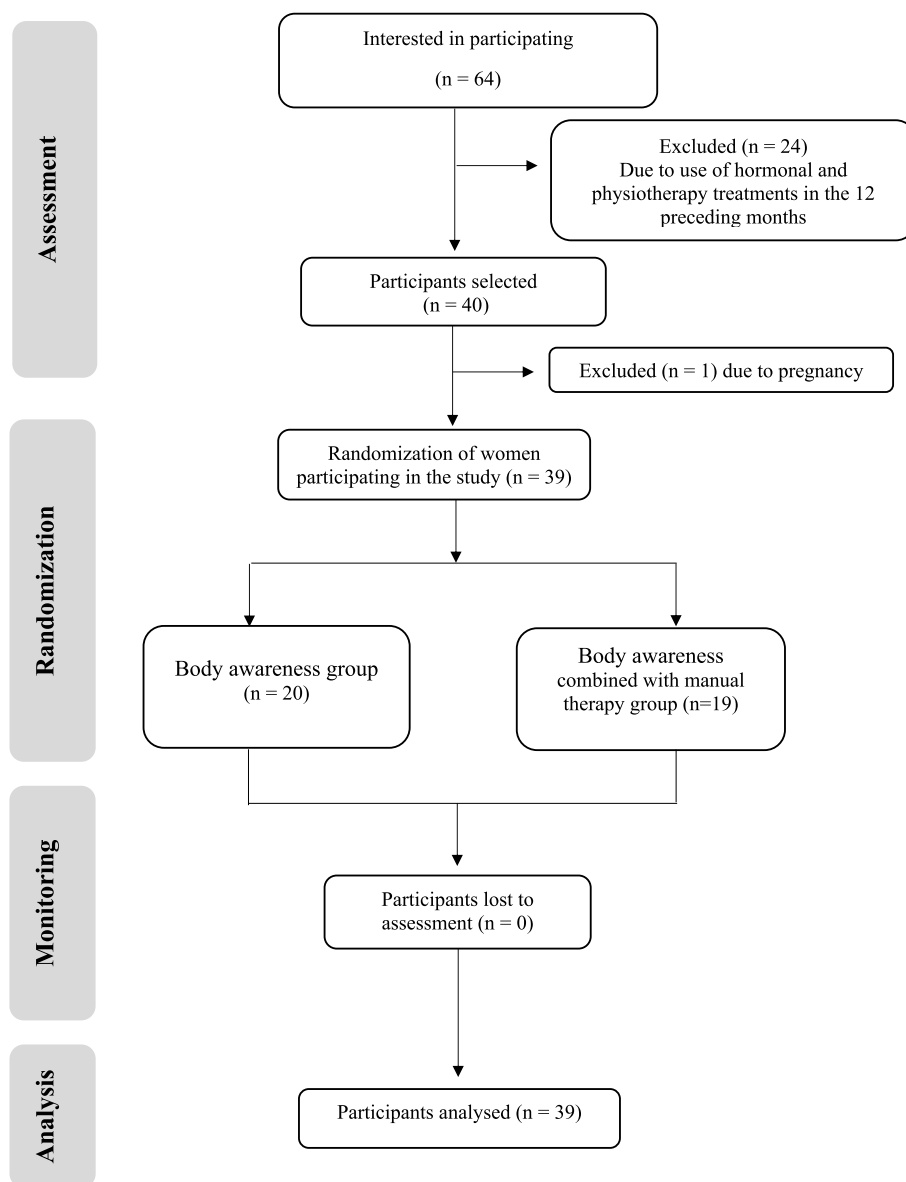 Assessment
Interested in participating
(n = 64)
Excluded (n = 24)
Due to use of hormonal and
physiotherapy treatments in the 12
preceding months
Participants selected
(n = 40)
Excluded (n = 1) due to pregnancy
Randomization
Randomization of women
participating in the study (n = 39)
Body awareness group
(n = 20)
Body awareness
combined with manual
therapy group (n=19)
Monitoring
Participants lost to
assessment (n = 0)
Analysis
Participants analysed (n = 39)